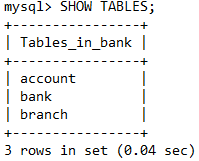 mysql> SHOW TABLES;
+----------------+
| Tables_in_bank |
+----------------+
| account        |
| bank           |
| branch         |
+----------------+
3 rows in set (0.04 sec)